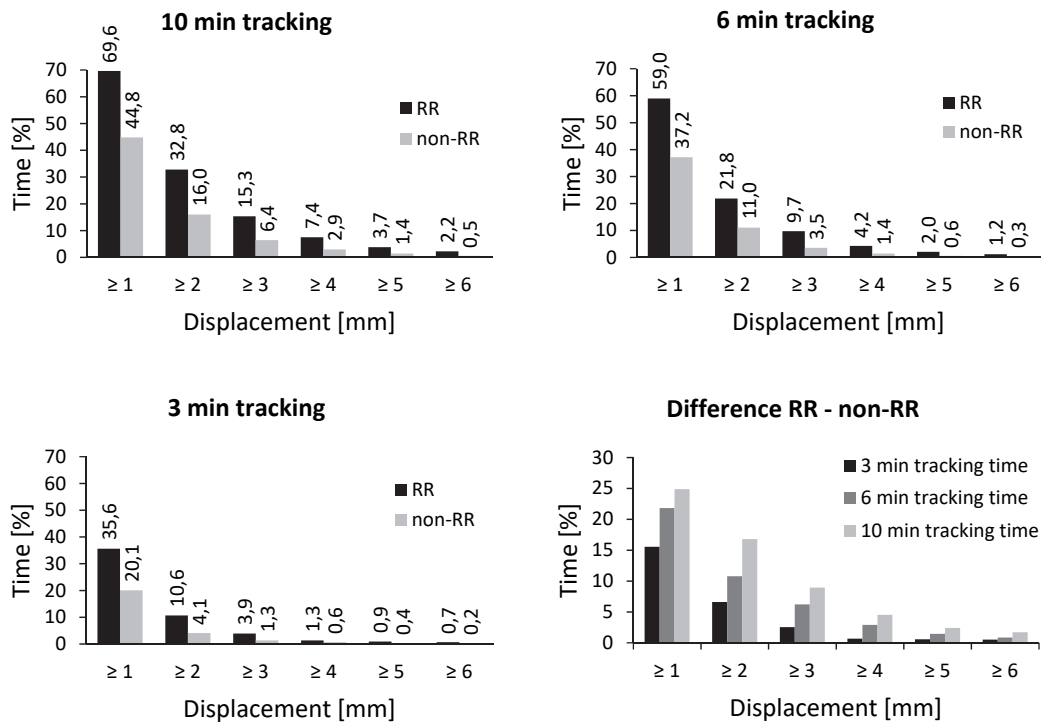 10 min tracking
69,6
44,8
32,8
16,0
15,3
6,4
7,4
2,9
3,7
1,4
2,2
0,5
70
60
50
40
30
20
10
0
Time [%]
RR
non-RR
≥ 1 ≥ 2 ≥ 3 ≥ 4 ≥ 5 ≥ 6
Displacement [mm]
6 min tracking
59,0
37,2
21,8
11,0
9,7
3,5
4,2
1,4
2,0
0,6
1,2
0,3
70
60
50
40
30
20
10
0
Time [%]
RR
non-RR
≥ 1 ≥ 2 ≥ 3 ≥ 4 ≥ 5 ≥ 6
Displacement [mm]
3 min tracking
35,6
20,1
10,6
4,1
3,9
1,3
1,3
0,6
0,9
0,4
0,7
0,2
70
60
50
40
30
20
10
0
Time [%]
RR
non-RR
≥ 1 ≥ 2 ≥ 3 ≥ 4 ≥ 5 ≥ 6
Displacement [mm]
Difference RR - non-RR
30
25
20
15
10
5
0
Time [%]
3 min tracking time
6 min tracking time
10 min tracking time
≥ 1 ≥ 2 ≥ 3 ≥ 4 ≥ 5 ≥ 6
Displacement [mm]